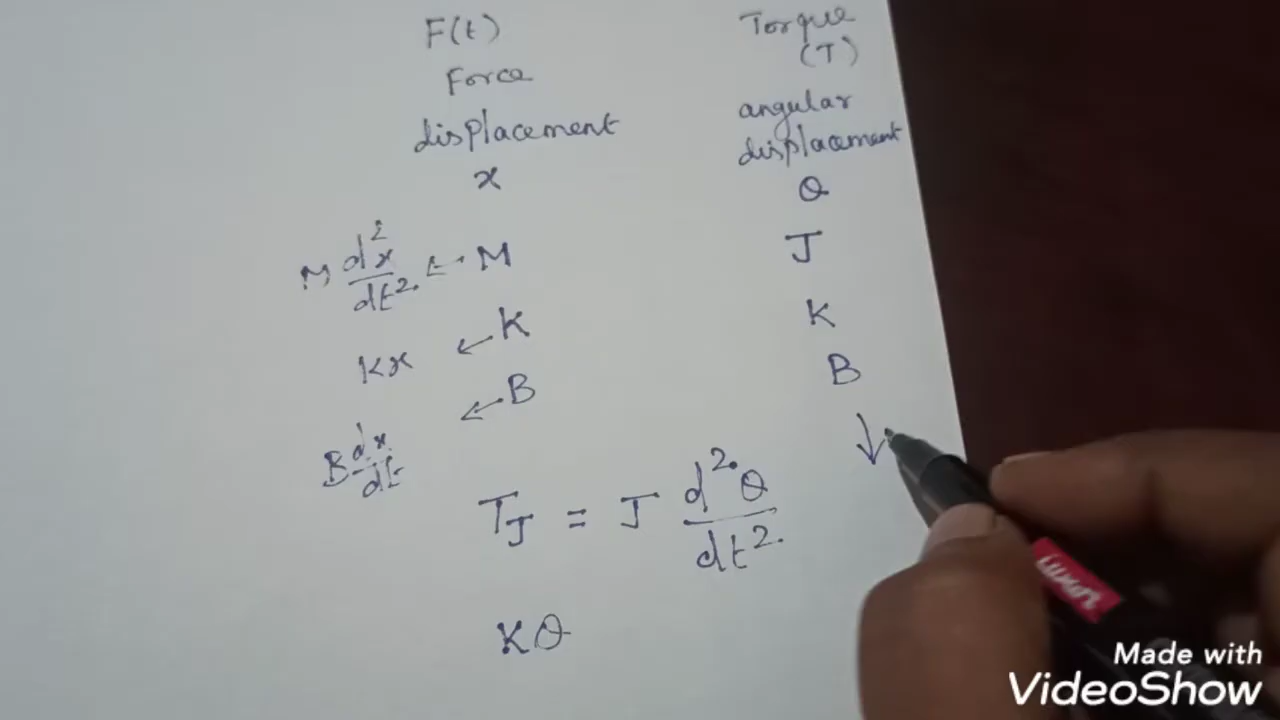 F(t) Torque
(T)
Force
displacement angular
displacement
x θ
M d²x/dt² ← M J
Kx ← K K
B dx/dt ← B B
↓
T_J = J d²θ/dt²
Kθ
Made with
VideoShow